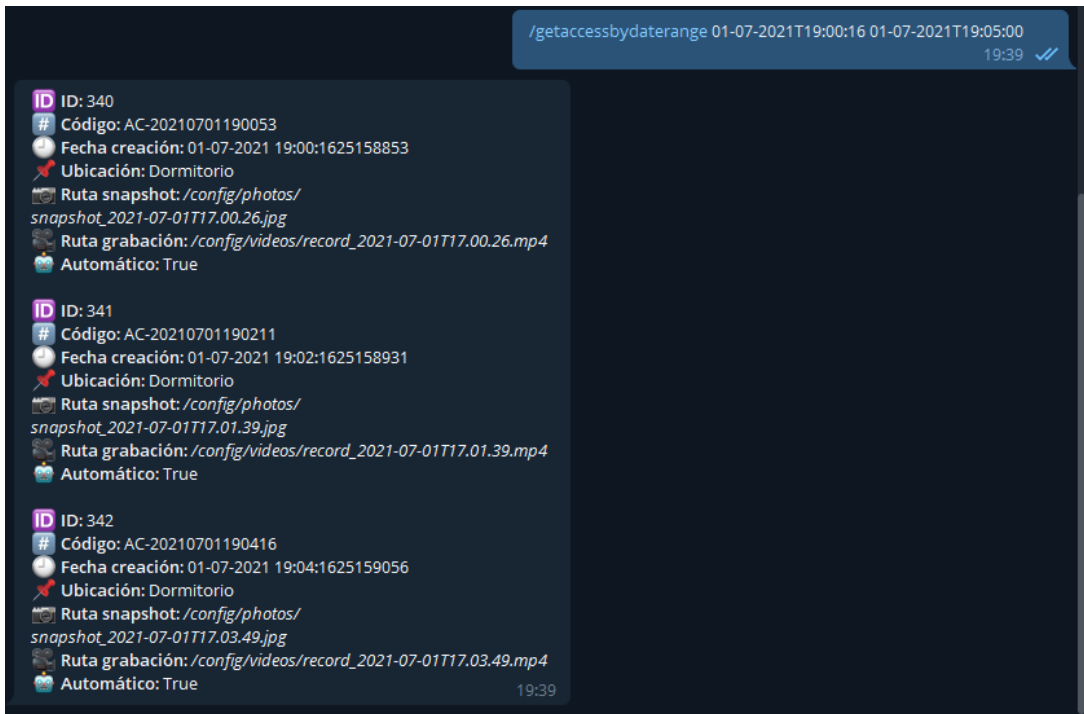 /getaccessbydaterange 01-07-2021T19:00:16 01-07-2021T19:05:00
19:39
ID ID: 340
# Código: AC-20210701190053
Fecha creación: 01-07-2021 19:00:1625158853
Ubicación: Dormitorio
Ruta snapshot: /config/photos/
snapshot_2021-07-01T17.00.26.jpg
Ruta grabación: /config/videos/record_2021-07-01T17.00.26.mp4
Automático: True
ID ID: 341
# Código: AC-20210701190211
Fecha creación: 01-07-2021 19:02:1625158931
Ubicación: Dormitorio
Ruta snapshot: /config/photos/
snapshot_2021-07-01T17.01.39.jpg
Ruta grabación: /config/videos/record_2021-07-01T17.01.39.mp4
Automático: True
ID ID: 342
# Código: AC-20210701190416
Fecha creación: 01-07-2021 19:04:1625159056
Ubicación: Dormitorio
Ruta snapshot: /config/photos/
snapshot_2021-07-01T17.03.49.jpg
Ruta grabación: /config/videos/record_2021-07-01T17.03.49.mp4
Automático: True
19:39